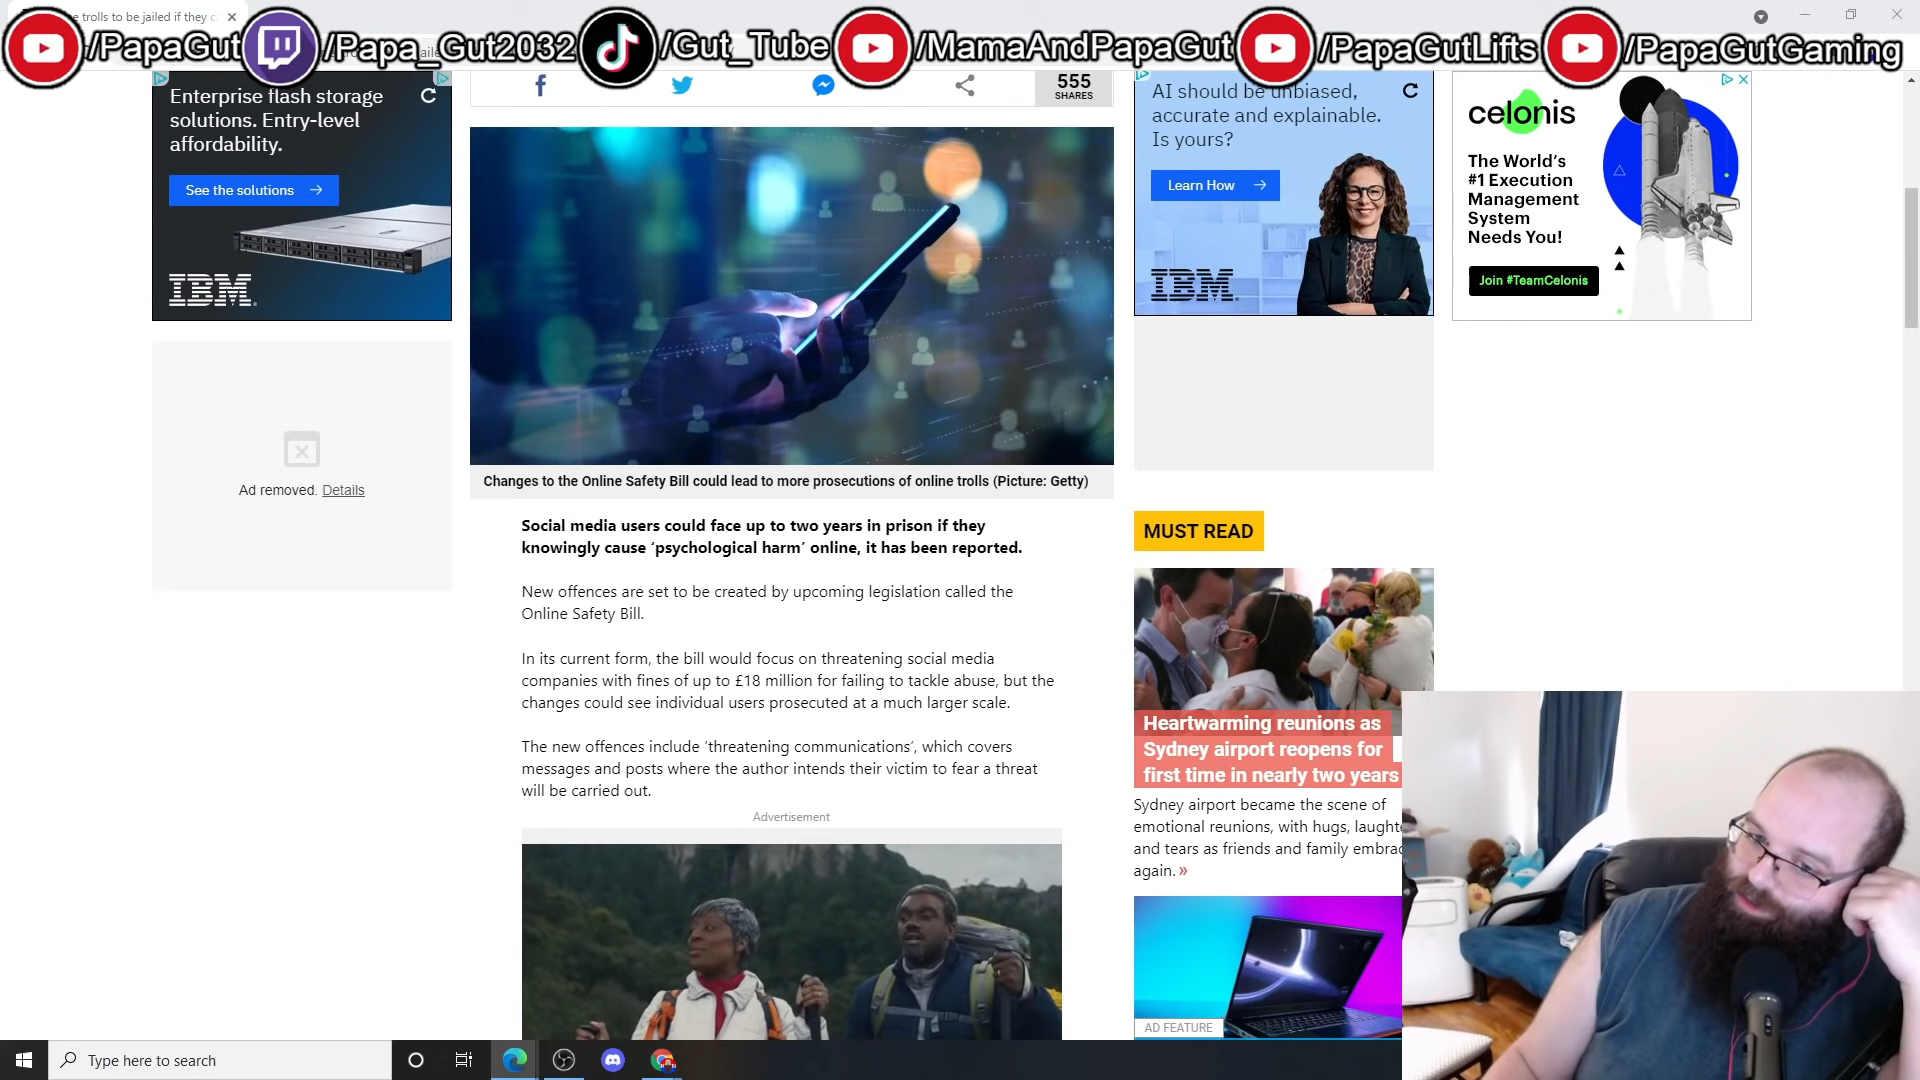 e trolls to be jailed if they c
/PapaGut
/Papa_Gut2032
/Gut_Tube
/MamaAndPapaGut
/PapaGutLifts
/PapaGutGaming
Enterprise flash storage
solutions. Entry-level
affordability.
See the solutions
IBM
Ad removed. Details
555
SHARES
Changes to the Online Safety Bill could lead to more prosecutions of online trolls (Picture: Getty)
Social media users could face up to two years in prison if they
knowingly cause ‘psychological harm’ online, it has been reported.
New offences are set to be created by upcoming legislation called the
Online Safety Bill.
In its current form, the bill would focus on threatening social media
companies with fines of up to £18 million for failing to tackle abuse, but the
changes could see individual users prosecuted at a much larger scale.
The new offences include ‘threatening communications’, which covers
messages and posts where the author intends their victim to fear a threat
will be carried out.
Advertisement
AI should be unbiased,
accurate and explainable.
Is yours?
Learn How
IBM
celonis
The World’s
#1 Execution
Management
System
Needs You!
Join #TeamCelonis
MUST READ
Heartwarming reunions as
Sydney airport reopens for
first time in nearly two years
Sydney airport became the scene of
emotional reunions, with hugs, laughte
and tears as friends and family embrac
again. »
AD FEATURE
Type here to search